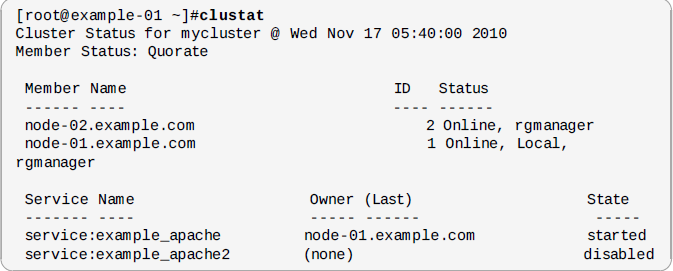 [root@example-01 ~]#clustat
Cluster Status for mycluster @ Wed Nov 17 05:40:00 2010
Member Status: Quorate
Member Name ID Status
------ ---- ---- ------
node-02.example.com 2 Online, rgmanager
node-01.example.com 1 Online, Local,
rgmanager
Service Name Owner (Last) State
------- ---- ----- ------ -----
service:example_apache node-01.example.com started
service:example_apache2 (none) disabled